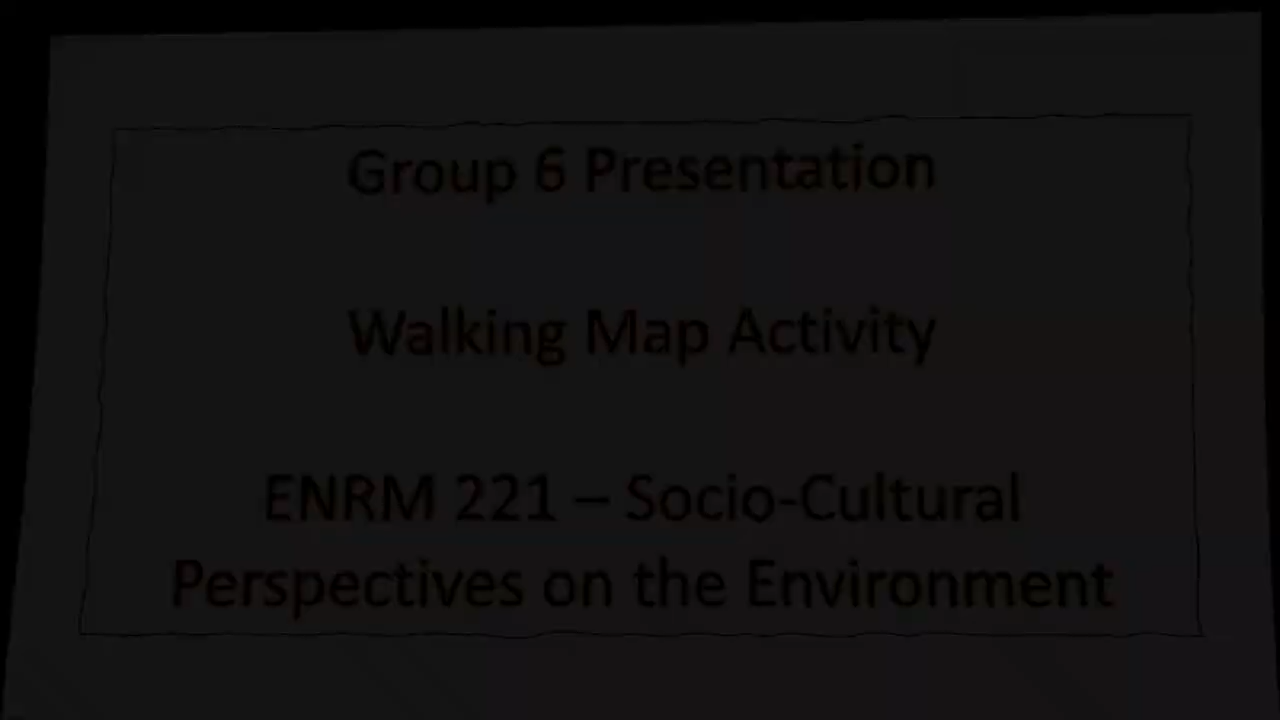 Group 6 Presentation
Walking Map Activity
ENRM 221 – Socio-Cultural
Perspectives on the Environment